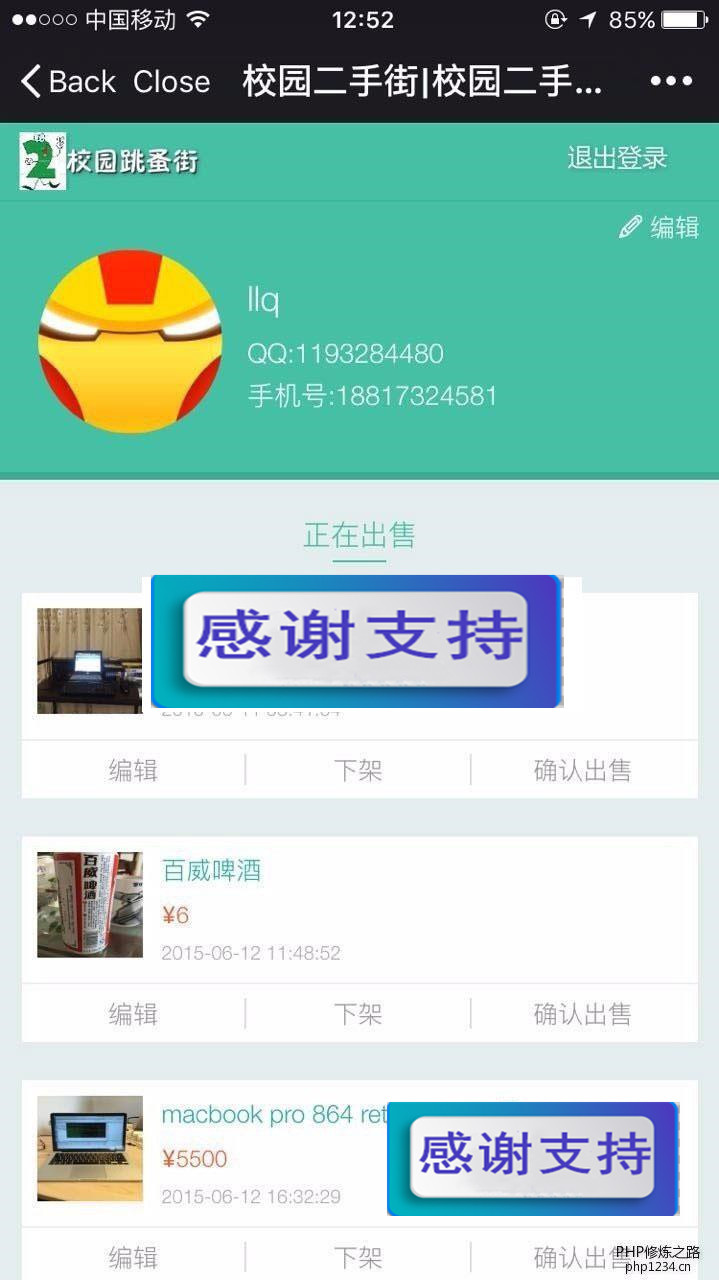 中国移动 12:52 85%
Back Close 校园二手街|校园二手...
2校园跳蚤街 退出登录
编辑
llq
QQ:1193284480
手机号:18817324581
正在出售
感谢支持
编辑 下架 确认出售
百威啤酒
百威啤酒
¥6
2015-06-12 11:48:52
编辑 下架 确认出售
macbook pro 864 ret
¥5500
感谢支持
2015-06-12 16:32:29
编辑 下架 确认出售
PHP修炼之路
php1234.cn